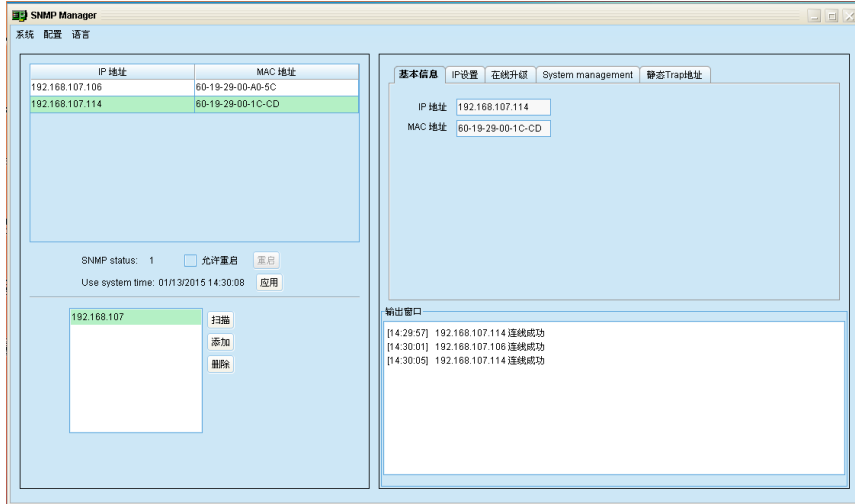 SNMP Manager
系统 配置 语言
IP 地址 MAC 地址
192.168.107.106 60-19-29-00-A0-5C
192.168.107.114 60-19-29-00-1C-CD
SNMP status: 1 允许重启 重启
Use system time: 01/13/2015 14:30:08 应用
192.168.107
扫描
添加
删除
基本信息 IP设置 在线升级 System management 静态Trap地址
IP 地址 192.168.107.114
MAC 地址 60-19-29-00-1C-CD
输出窗口
[14:29:57] 192.168.107.114 连线成功
[14:30:01] 192.168.107.106 连线成功
[14:30:05] 192.168.107.114 连线成功